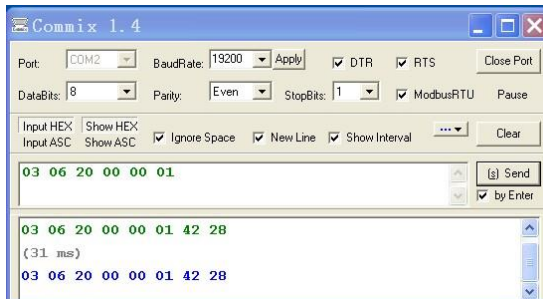 Commix 1.4
Port: COM2 BaudRate: 19200 Apply DTR RTS Close Port
DataBits: 8 Parity: Even StopBits: 1 ModbusRTU Pause
Input HEX Show HEX
Input ASC Show ASC Ignore Space New Line Show Interval ... Clear
03 06 20 00 00 01 (s) Send
by Enter
03 06 20 00 00 01 42 28
(31 ms)
03 06 20 00 00 01 42 28